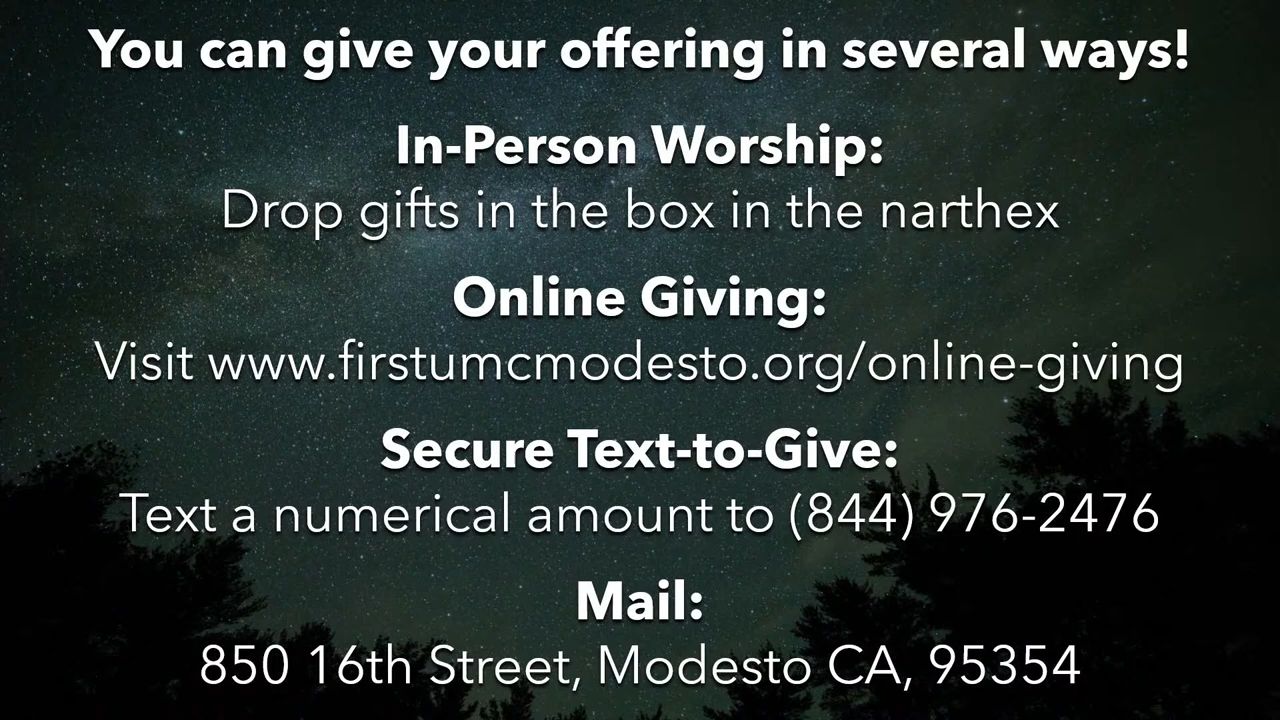 You can give your offering in several ways!
In-Person Worship:
Drop gifts in the box in the narthex
Online Giving:
Visit www.firstumcmodesto.org/online-giving
Secure Text-to-Give:
Text a numerical amount to (844) 976-2476
Mail:
850 16th Street, Modesto CA, 95354